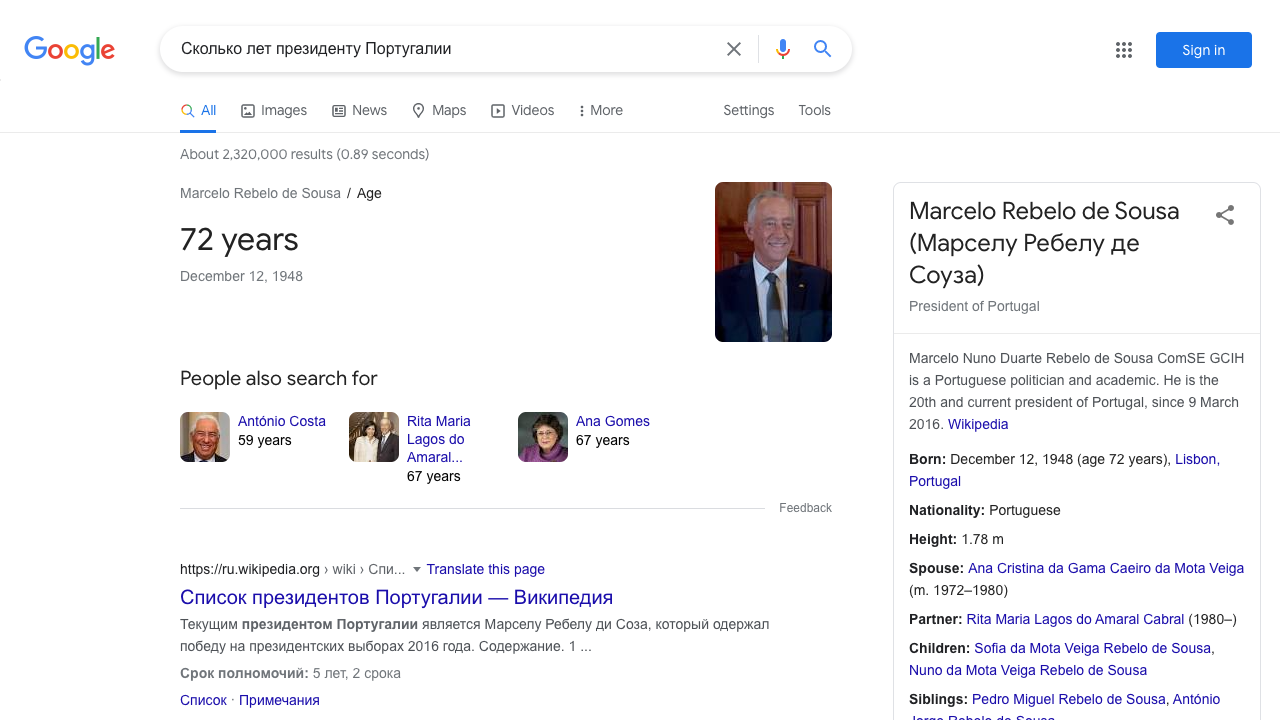 Google
Сколько лет президенту Португалии
Sign in
All
Images
News
Maps
Videos
More
Settings
Tools
About 2,320,000 results (0.89 seconds)
Marcelo Rebelo de Sousa / Age
72 years
December 12, 1948
People also search for
António Costa
59 years
Rita Maria
Lagos do
Amaral...
67 years
Ana Gomes
67 years
Feedback
https://ru.wikipedia.org › wiki › Спи... Translate this page
Список президентов Португалии — Википедия
Текущим президентом Португалии является Марселу Ребелу ди Соза, который одержал
победу на президентских выборах 2016 года. Содержание. 1 ...
Срок полномочий: 5 лет, 2 срока
Список · Примечания
Marcelo Rebelo de Sousa
(Марселу Ребелу де
Соуза)
President of Portugal
Marcelo Nuno Duarte Rebelo de Sousa ComSE GCIH
is a Portuguese politician and academic. He is the
20th and current president of Portugal, since 9 March
2016. Wikipedia
Born: December 12, 1948 (age 72 years), Lisbon,
Portugal
Nationality: Portuguese
Height: 1.78 m
Spouse: Ana Cristina da Gama Caeiro da Mota Veiga
(m. 1972–1980)
Partner: Rita Maria Lagos do Amaral Cabral (1980–)
Children: Sofia da Mota Veiga Rebelo de Sousa,
Nuno da Mota Veiga Rebelo de Sousa
Siblings: Pedro Miguel Rebelo de Sousa, António
Jorge Rebelo de Sousa